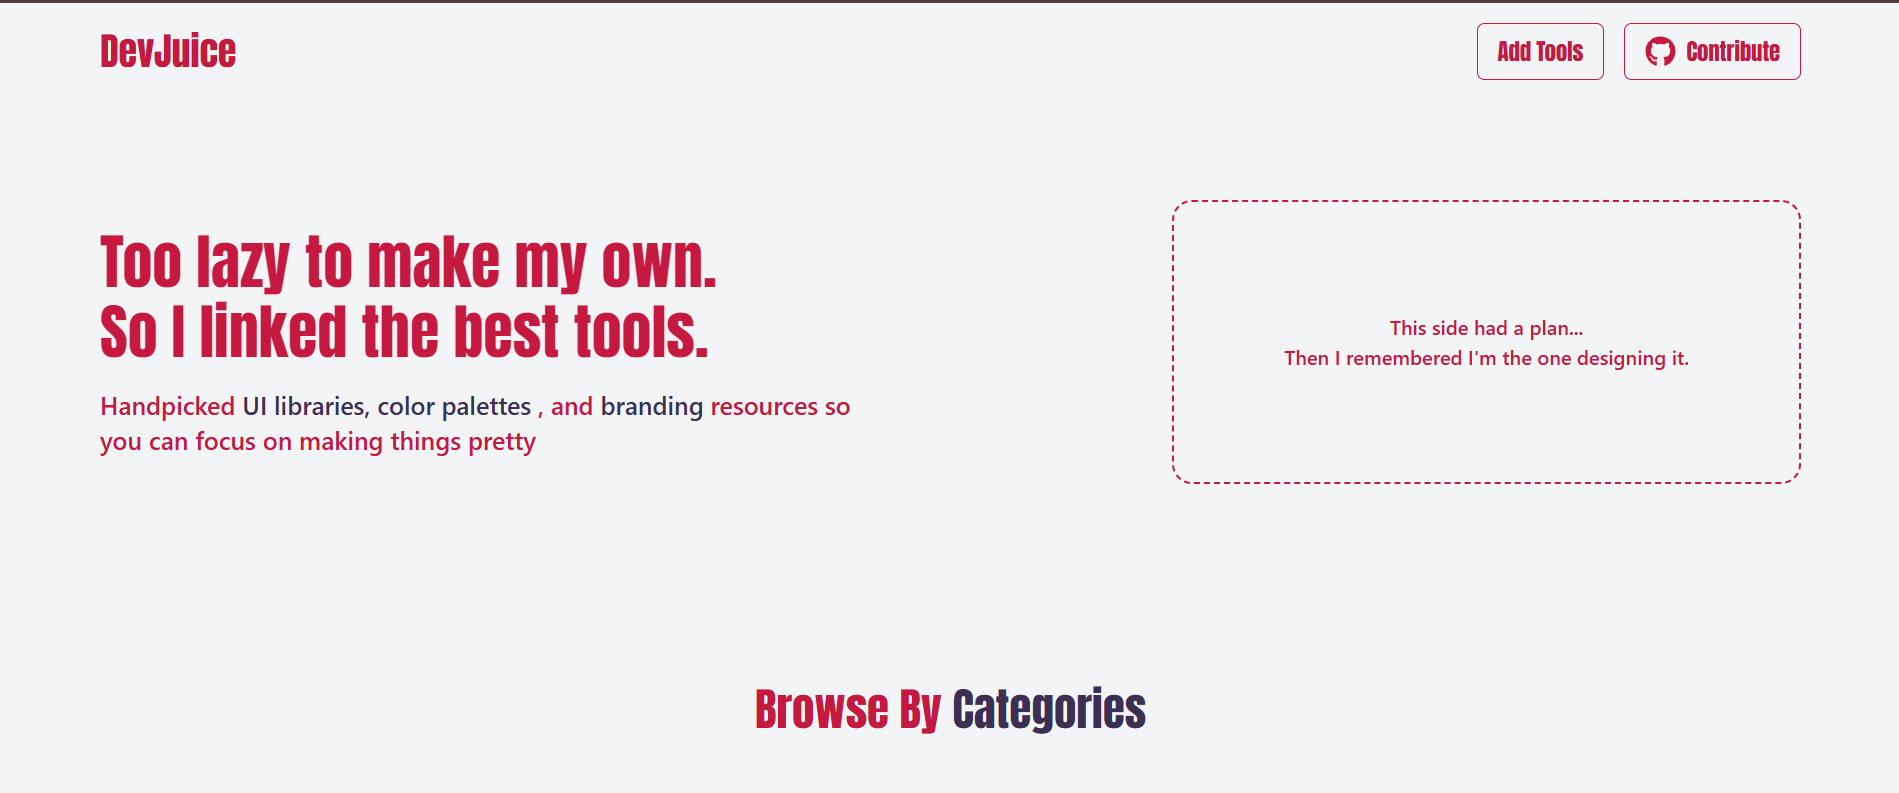 DevJuice
Add Tools
Contribute
Too lazy to make my own.
So I linked the best tools.
Handpicked UI libraries, color palettes , and branding resources so
you can focus on making things pretty
This side had a plan...
Then I remembered I'm the one designing it.
Browse By Categories